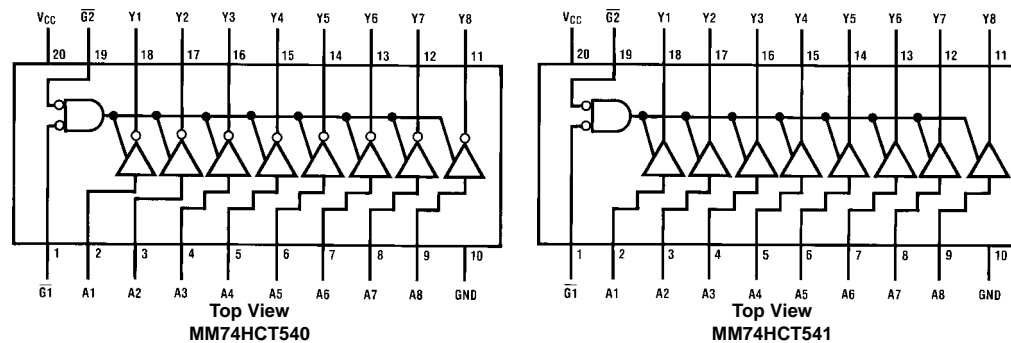 VCC G2 Y1 Y2 Y3 Y4 Y5 Y6 Y7 Y8
20 19 18 17 16 15 14 13 12 11
1 2 3 4 5 6 7 8 9 10
G1 A1 A2 A3 A4 A5 A6 A7 A8 GND
Top View
MM74HCT540
VCC G2 Y1 Y2 Y3 Y4 Y5 Y6 Y7 Y8
20 19 18 17 16 15 14 13 12 11
1 2 3 4 5 6 7 8 9 10
G1 A1 A2 A3 A4 A5 A6 A7 A8 GND
Top View
MM74HCT541